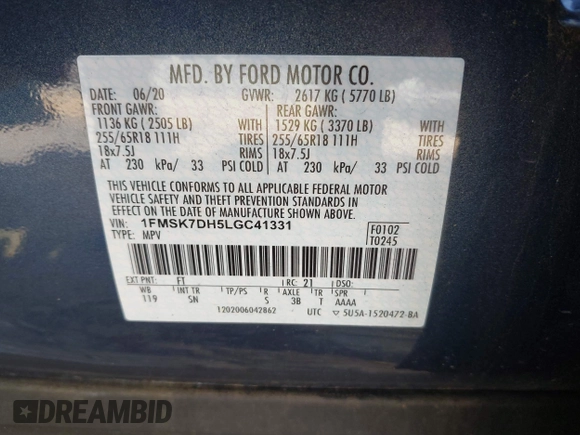 MFD. BY FORD MOTOR CO.
DATE: 06/20 GVWR: 2617 KG ( 5770 LB)
FRONT GAWR: REAR GAWR:
1136 KG ( 2505 LB) WITH 1529 KG ( 3370 LB) WITH
255/65R18 111H TIRES 255/65R18 111H TIRES
18x7.5J RIMS 18x7.5J RIMS
AT 230 kPa/ 33 PSI COLD AT 230 kPa/ 33 PSI COLD
THIS VEHICLE CONFORMS TO ALL APPLICABLE FEDERAL MOTOR
VEHICLE SAFETY AND THEFT PREVENTION STANDARDS IN
EFFECT ON THE DATE OF MANUFACTURE SHOWN ABOVE.
VIN: 1FMSK7DH5LGC41331 F0102
TYPE: MPV T0245
EXT PNT: FT RC: 21 DSO:
WB INT TR TP/PS R AXLE TR SPR
119 SN S 3B T AAAA
1202006042862 UTC ▽ 5U5A-1520472-BA
DREAMBID